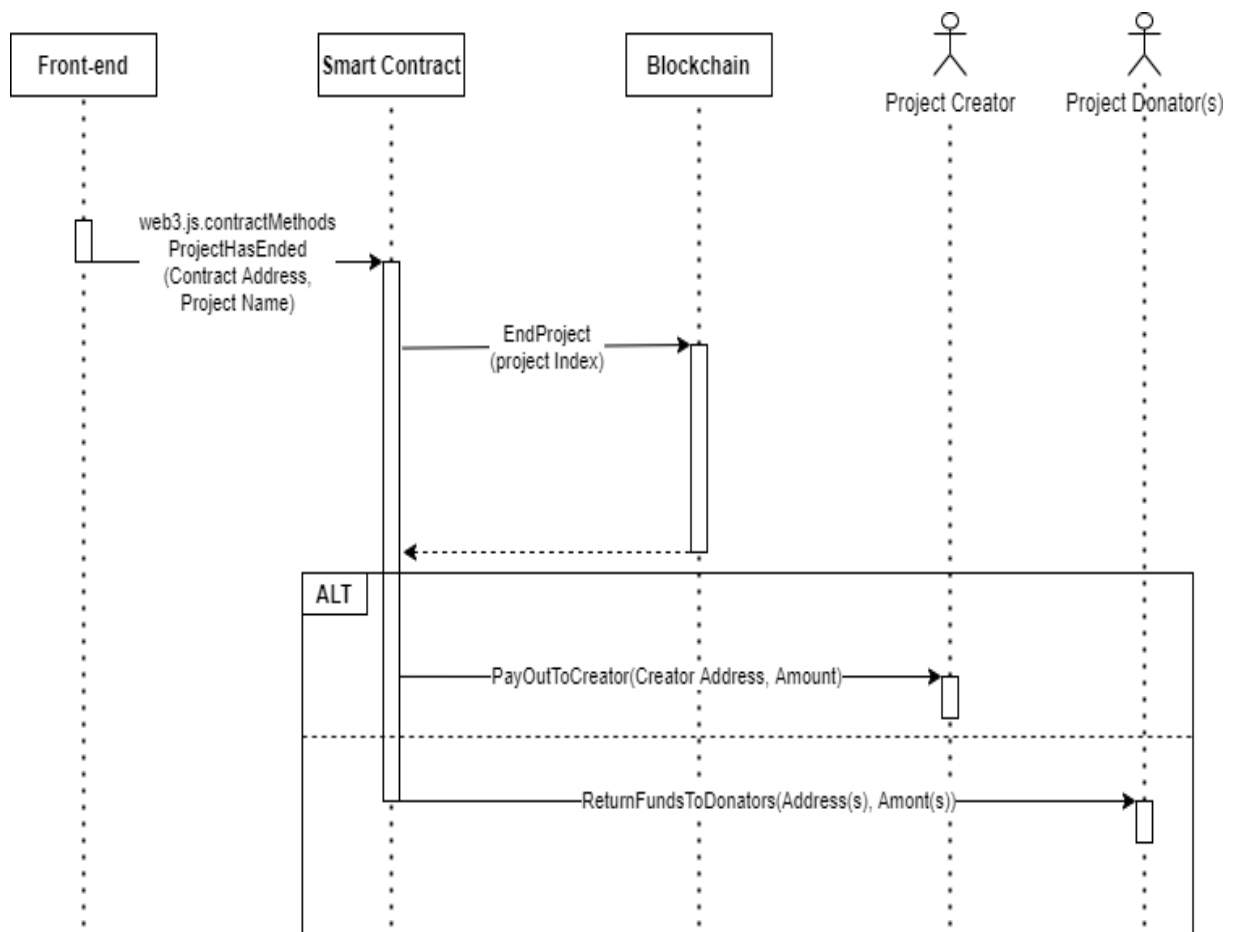 Front-end
Smart Contract
Blockchain
Project Creator
Project Donator(s)
web3.js.contractMethods
ProjectHasEnded
(Contract Address,
Project Name)
EndProject
(project Index)
ALT
PayOutToCreator(Creator Address, Amount)
ReturnFundsToDonators(Address(s), Amont(s))